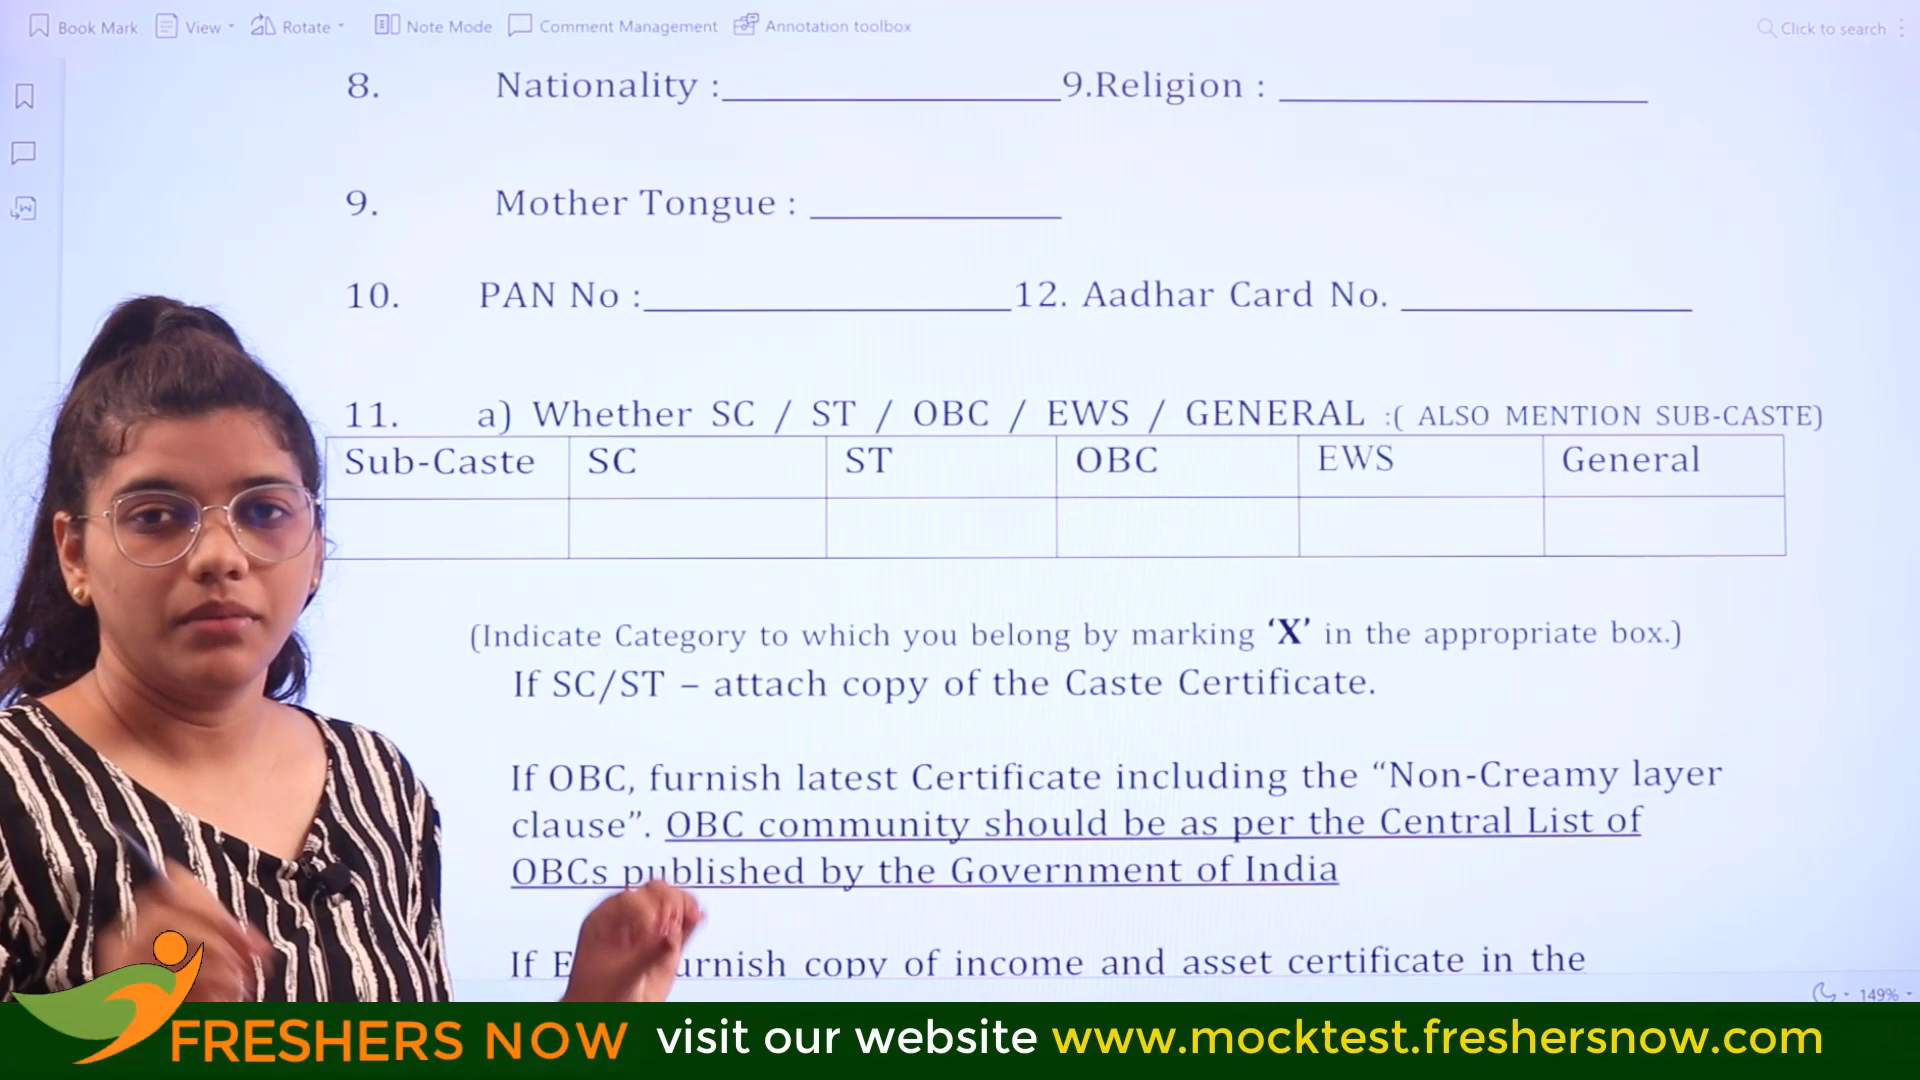 Book Mark View Rotate Note Mode Comment Management Annotation toolbox Click to search
8. Nationality :__________ 9.Religion : __________
9. Mother Tongue : __________
10. PAN No :__________ 12. Aadhar Card No. __________
11. a) Whether SC / ST / OBC / EWS / GENERAL :( ALSO MENTION SUB-CASTE)
Sub-Caste SC ST OBC EWS General
(Indicate Category to which you belong by marking ‘X’ in the appropriate box.)
If SC/ST – attach copy of the Caste Certificate.
If OBC, furnish latest Certificate including the “Non-Creamy layer
clause”. OBC community should be as per the Central List of
OBCs published by the Government of India
If copy of income and asset certificate in the
149%
FRESHERS NOW visit our website www.mocktest.freshersnow.com